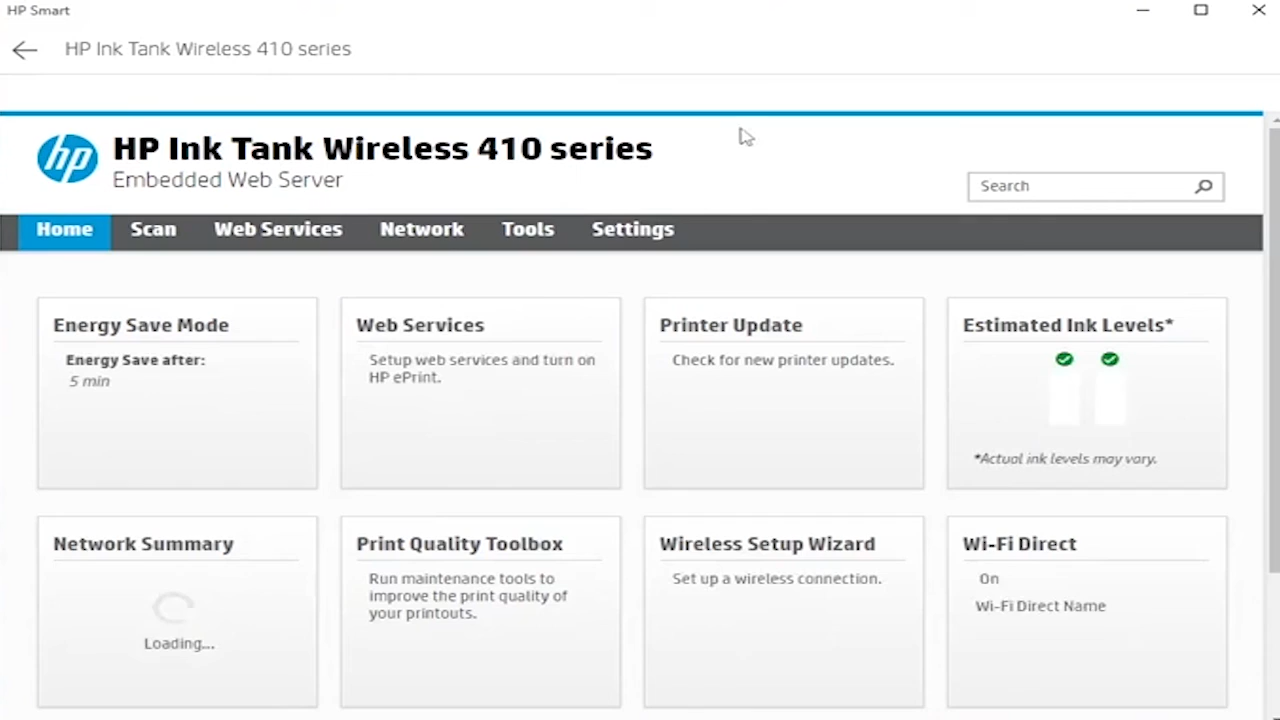 HP Smart
HP Ink Tank Wireless 410 series
hp
HP Ink Tank Wireless 410 series
Embedded Web Server
Search
Home Scan Web Services Network Tools Settings
Energy Save Mode
Energy Save after:
5 min
Web Services
Setup web services and turn on
HP ePrint.
Printer Update
Check for new printer updates.
Estimated Ink Levels*
*Actual ink levels may vary.
Network Summary
Loading...
Print Quality Toolbox
Run maintenance tools to
improve the print quality of
your printouts.
Wireless Setup Wizard
Set up a wireless connection.
Wi-Fi Direct
On
Wi-Fi Direct Name